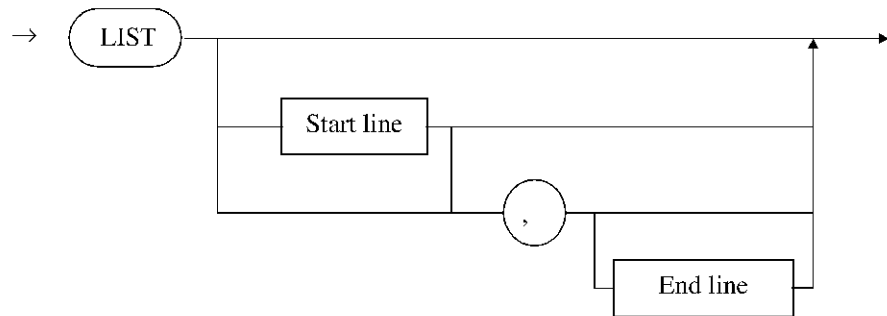 → LIST
Start line
,
End line